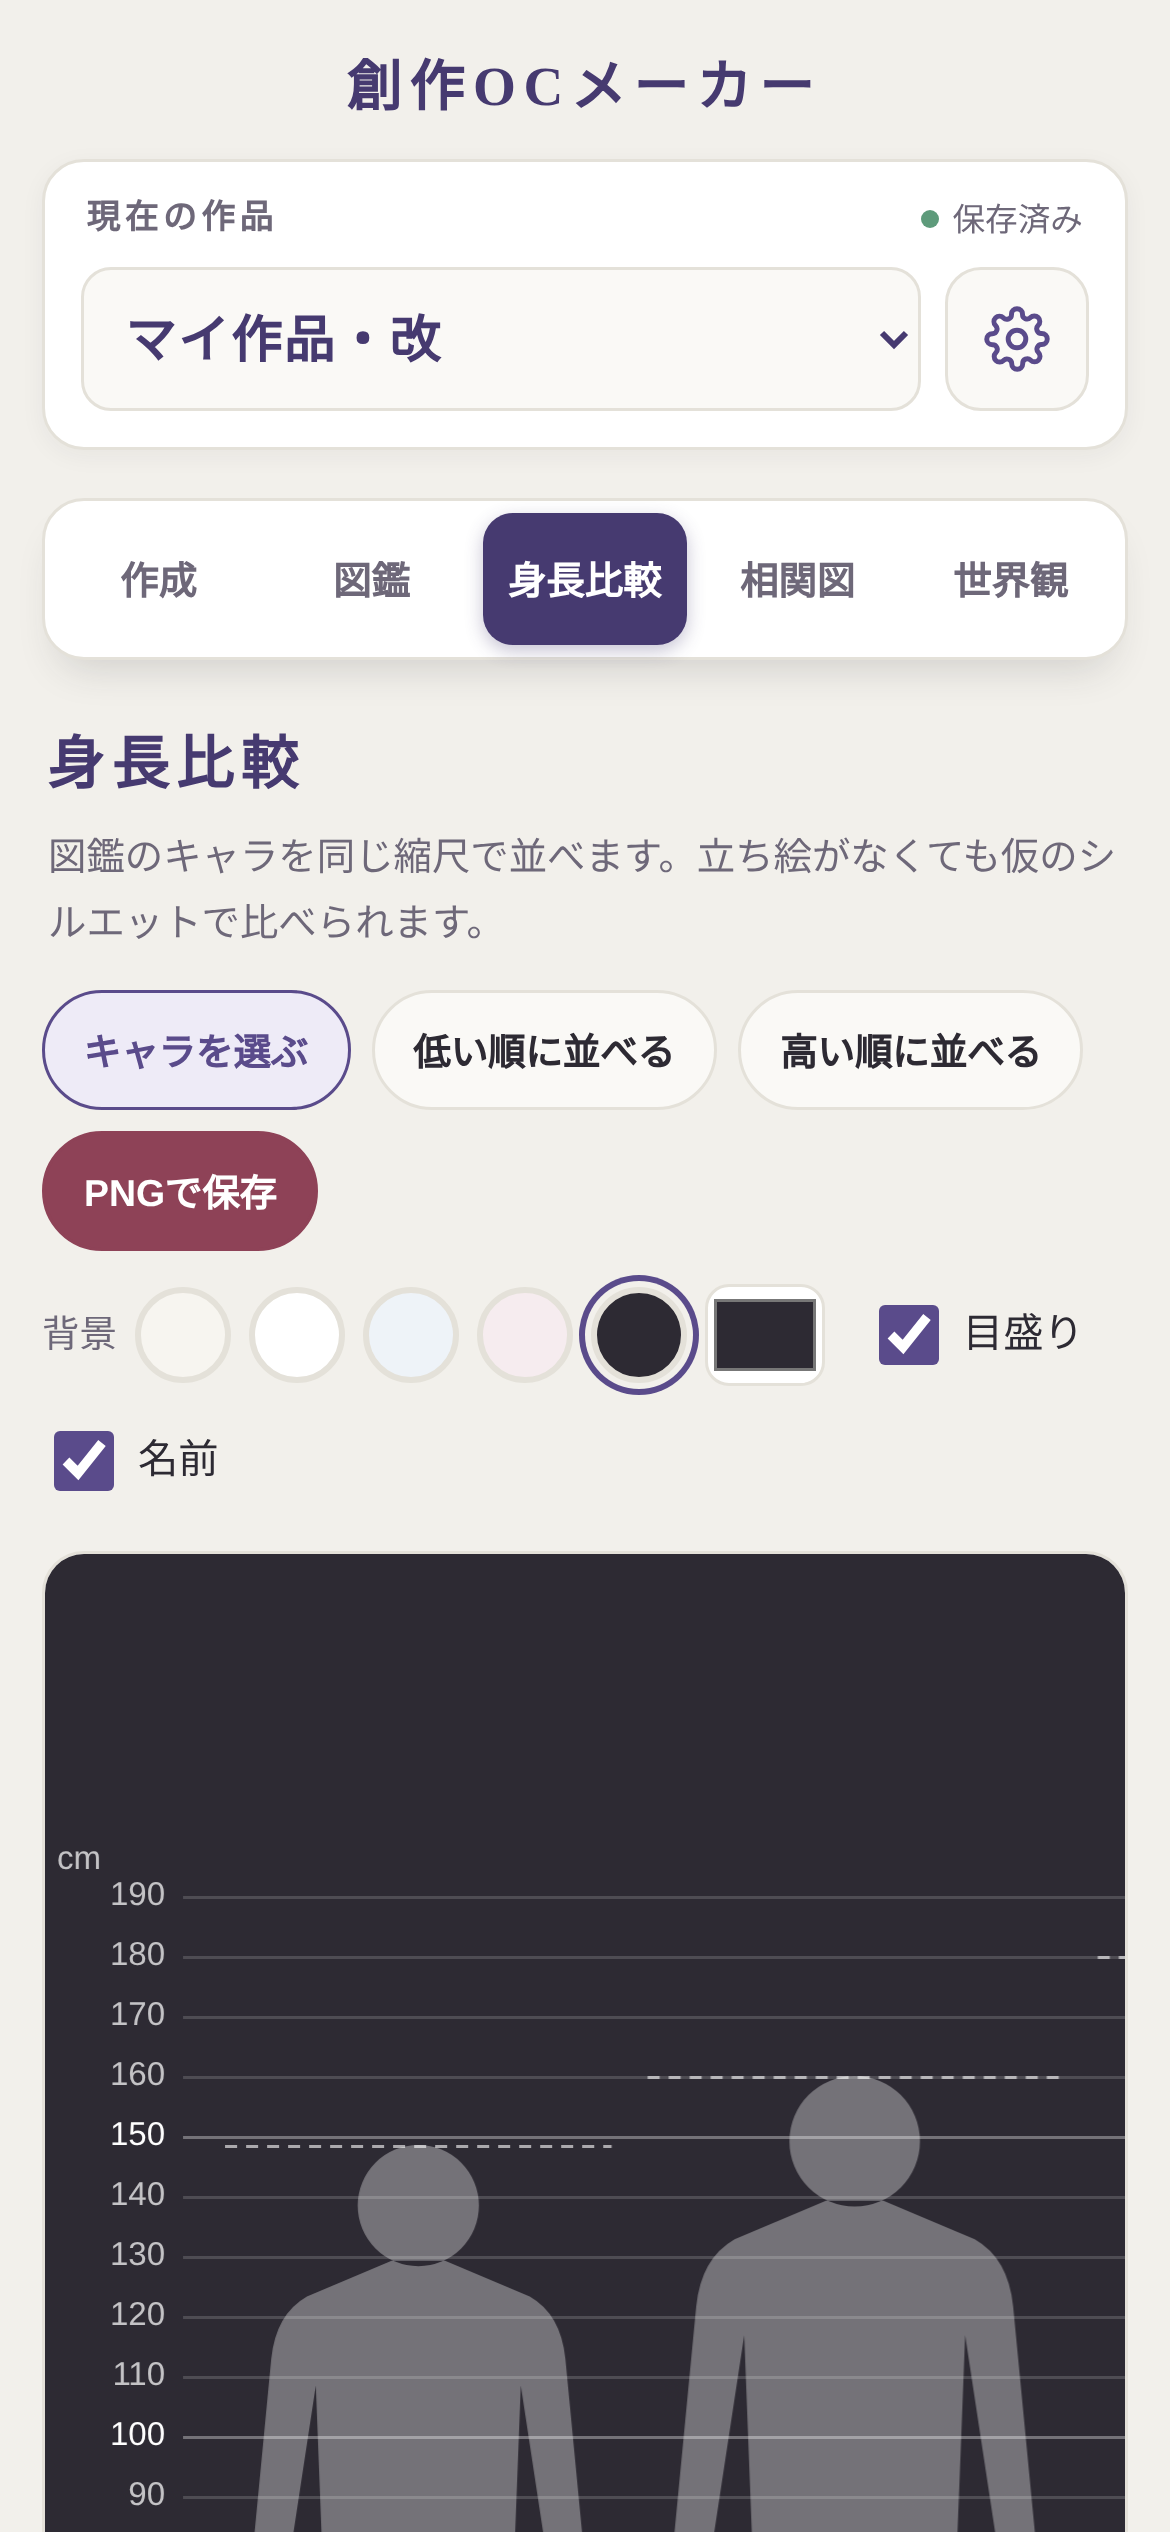 創作OCメーカー
現在の作品
保存済み
マイ作品・改
作成 図鑑 身長比較 相関図 世界観
身長比較
図鑑のキャラを同じ縮尺で並べます。立ち絵がなくても仮のシ
ルエットで比べられます。
キャラを選ぶ 低い順に並べる 高い順に並べる
PNGで保存
背景 目盛り
名前
cm
190
180
170
160
150
140
130
120
110
100
90